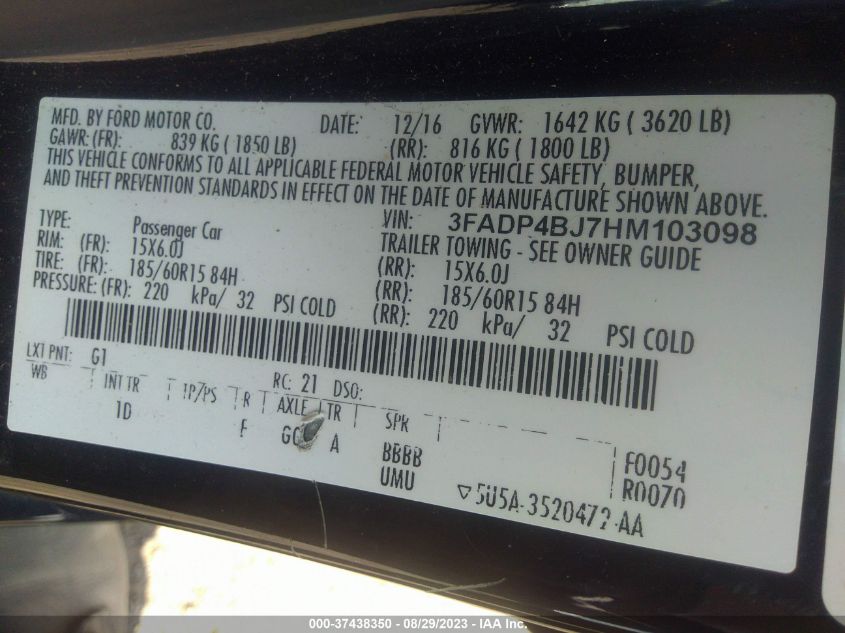 MFD. BY FORD MOTOR CO. DATE: 12/16 GVWR: 1642 KG ( 3620 LB)
GAWR: (FR): 839 KG ( 1850 LB) (RR): 816 KG ( 1800 LB)
THIS VEHICLE CONFORMS TO ALL APPLICABLE FEDERAL MOTOR VEHICLE SAFETY, BUMPER,
AND THEFT PREVENTION STANDARDS IN EFFECT ON THE DATE OF MANUFACTURE SHOWN ABOVE.
VIN: 3FADP4BJ7HM103098
TYPE: Passenger Car TRAILER TOWING - SEE OWNER GUIDE
RIM: (FR): 15X6.0J (RR): 15X6.0J
TIRE: (FR): 185/60R15 84H (RR): 185/60R15 84H
PRESSURE: (FR): 220 kPa/ 32 PSI COLD (RR): 220 kPa/ 32 PSI COLD
LXT PNT: G1 RC: 21 DSO:
WB INT TR TP/PS R AXLE TR SPR
1D A BBBB F0054
UMU R0070
5U5A-3520472-AA
000-37438350 - 08/29/2023 - IAA Inc.